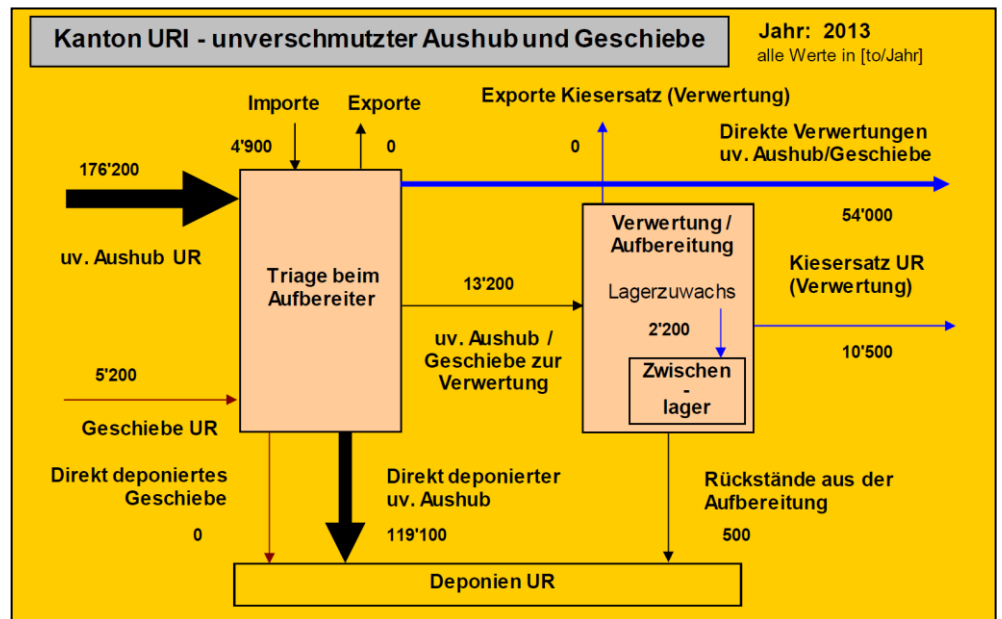 Kanton URI - unverschmutzter Aushub und Geschiebe
Jahr: 2013
alle Werte in [to/Jahr]
Importe
Exporte
Exporte Kiesersatz (Verwertung)
4'900
0
0
Direkte Verwertungen
uv. Aushub/Geschiebe
176'200
54'000
uv. Aushub UR
Triage beim
Aufbereiter
Verwertung /
Aufbereitung
Kiesersatz UR
(Verwertung)
13'200
Lagerzuwachs
2'200
10'500
uv. Aushub /
Geschiebe zur
Verwertung
Zwischen
-
lager
5'200
Geschiebe UR
Direkt deponiertes
Geschiebe
0
Direkt deponierter
uv. Aushub
119'100
Rückstände aus der
Aufbereitung
500
Deponien UR